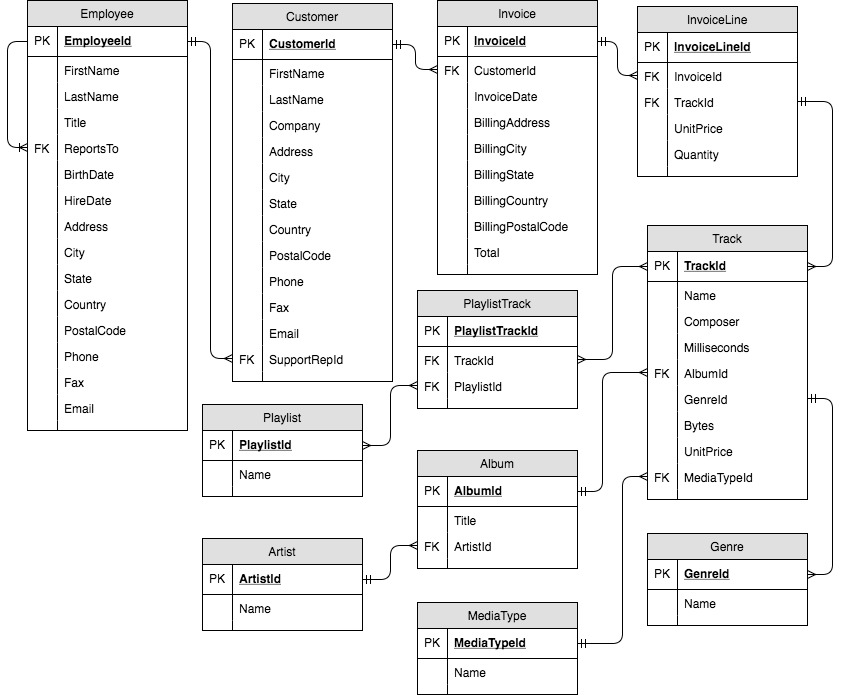 Employee
PK EmployeeId
FirstName
LastName
Title
FK ReportsTo
BirthDate
HireDate
Address
City
State
Country
PostalCode
Phone
Fax
Email
Customer
PK CustomerId
FirstName
LastName
Company
Address
City
State
Country
PostalCode
Phone
Fax
Email
FK SupportRepId
Invoice
PK InvoiceId
FK CustomerId
InvoiceDate
BillingAddress
BillingCity
BillingState
BillingCountry
BillingPostalCode
Total
InvoiceLine
PK InvoiceLineId
FK InvoiceId
FK TrackId
UnitPrice
Quantity
Track
PK TrackId
Name
Composer
Milliseconds
FK AlbumId
GenreId
Bytes
UnitPrice
FK MediaTypeId
PlaylistTrack
PK PlaylistTrackId
FK TrackId
FK PlaylistId
Playlist
PK PlaylistId
Name
Album
PK AlbumId
Title
FK ArtistId
Artist
PK ArtistId
Name
Genre
PK GenreId
Name
MediaType
PK MediaTypeId
Name